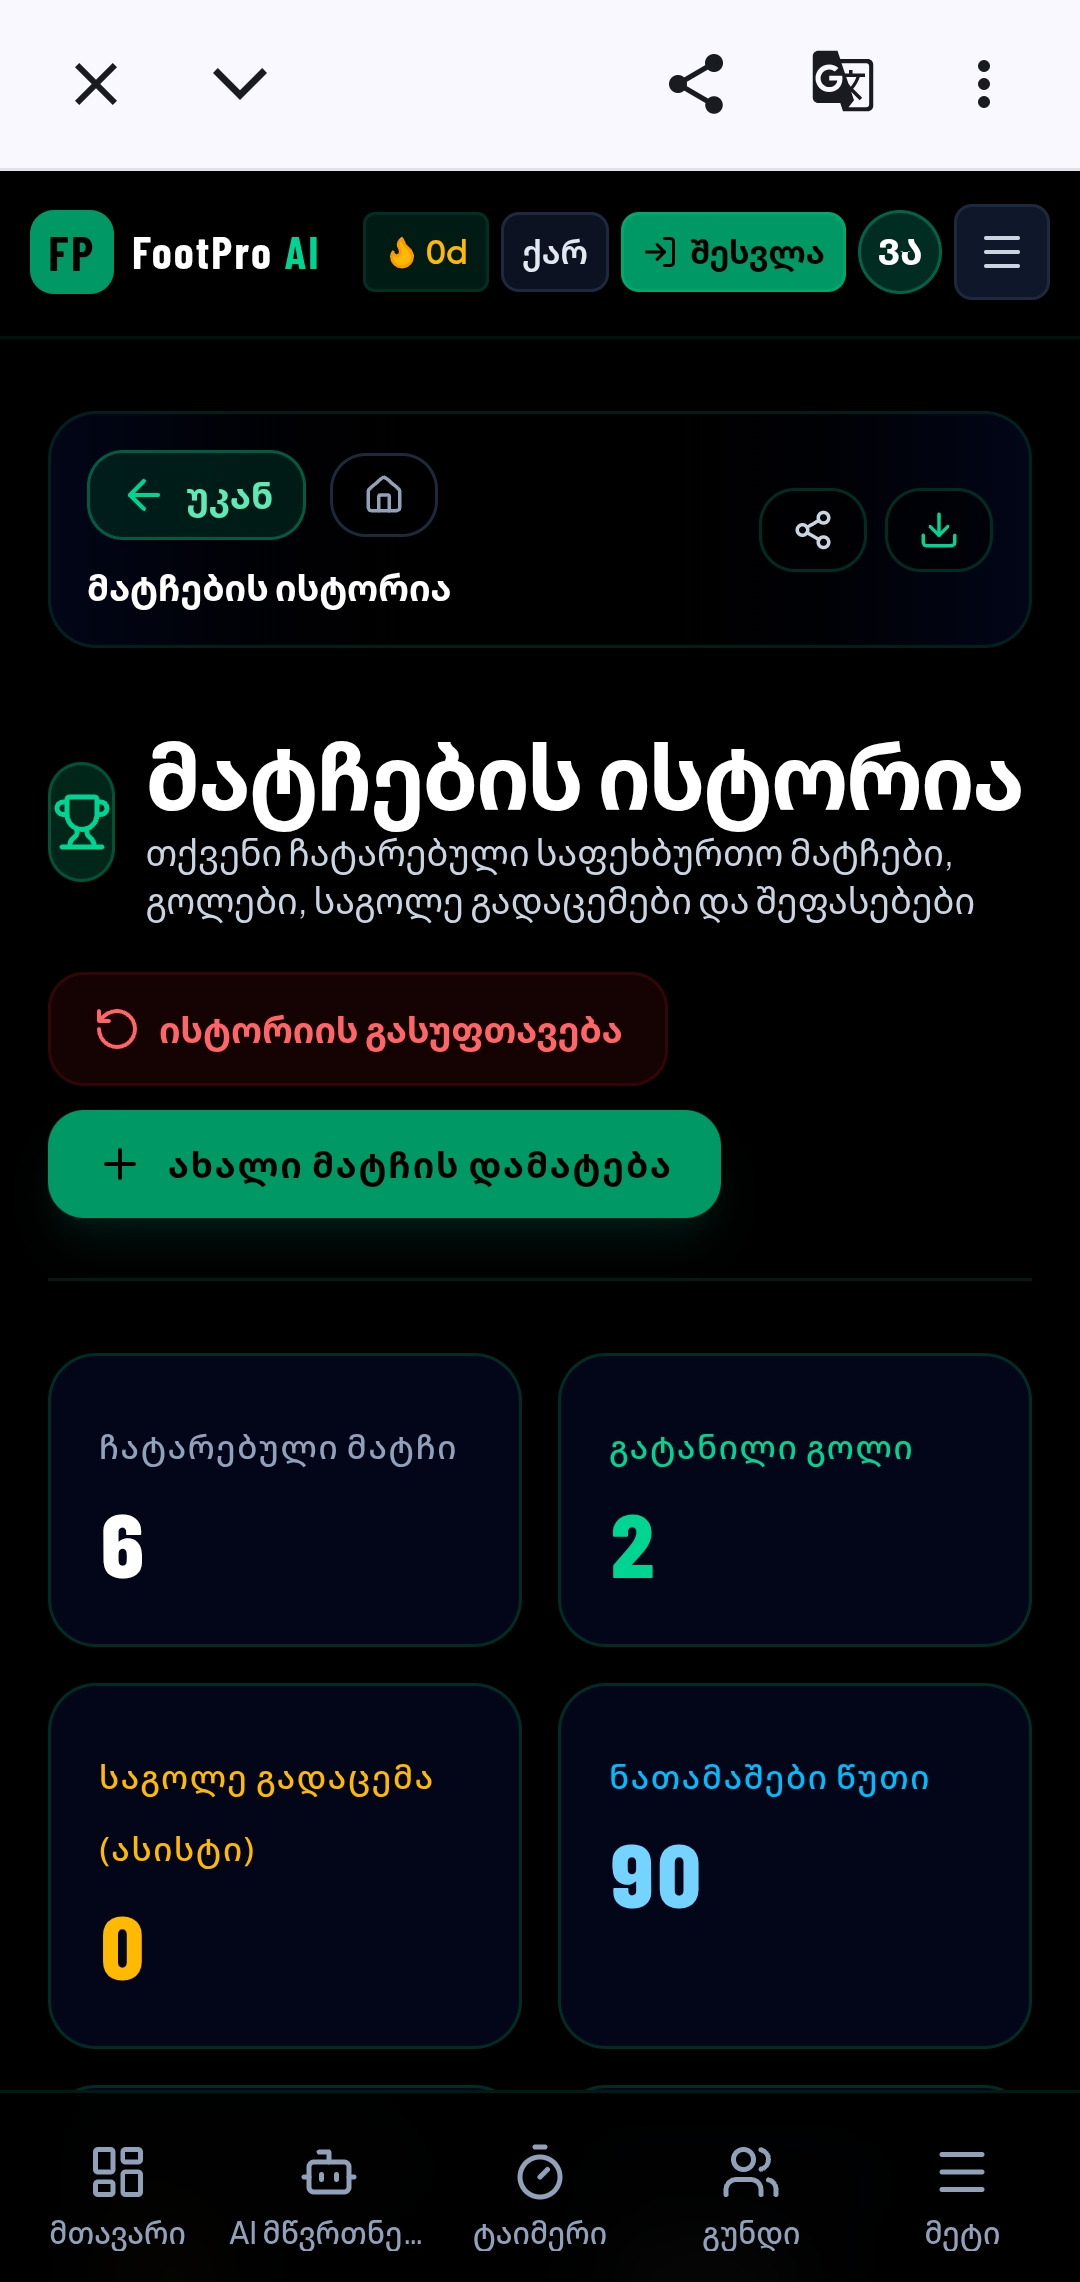 FP FootPro AI 0d ქარ შესვლა ვა
უკან
მატჩების ისტორია
მატჩების ისტორია
თქვენი ჩატარებული საფეხბურთო მატჩები,
გოლები, საგოლე გადაცემები და შეფასებები
ისტორიის გასუფთავება
ახალი მატჩის დამატება
ჩატარებული მატჩი
6
გატანილი გოლი
2
საგოლე გადაცემა
(ასისტი)
0
ნათამაშები წუთი
90
მთავარი AI მწვრთნე... ტაიმერი გუნდი მეტი